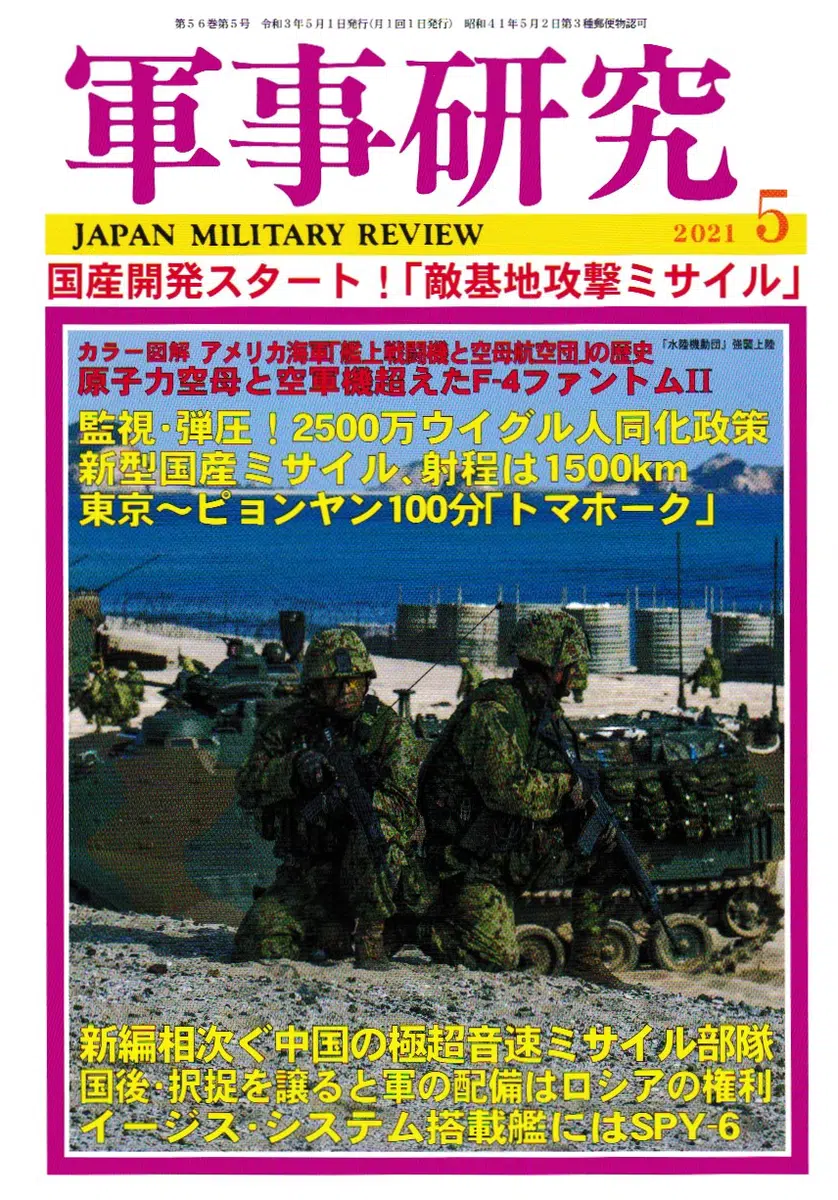 第56巻第5号 令和3年5月1日発行(月1回1日発行) 昭和41年5月2日第3種郵便物認可
軍事研究
JAPAN MILITARY REVIEW 2021 5
国産開発スタート!「敵基地攻撃ミサイル」
カラー図解 アメリカ海軍「艦上戦闘機と空母航空団」の歴史
「水陸機動団」強襲上陸
原子力空母と空軍機超えたF-4ファントムII
監視・弾圧!2500万ウイグル人同化政策
新型国産ミサイル、射程は1500km
東京~ピョンヤン100分「トマホーク」
新編相次ぐ中国の極超音速ミサイル部隊
国後・択捉を譲ると軍の配備はロシアの権利
イージス・システム搭載艦にはSPY-6